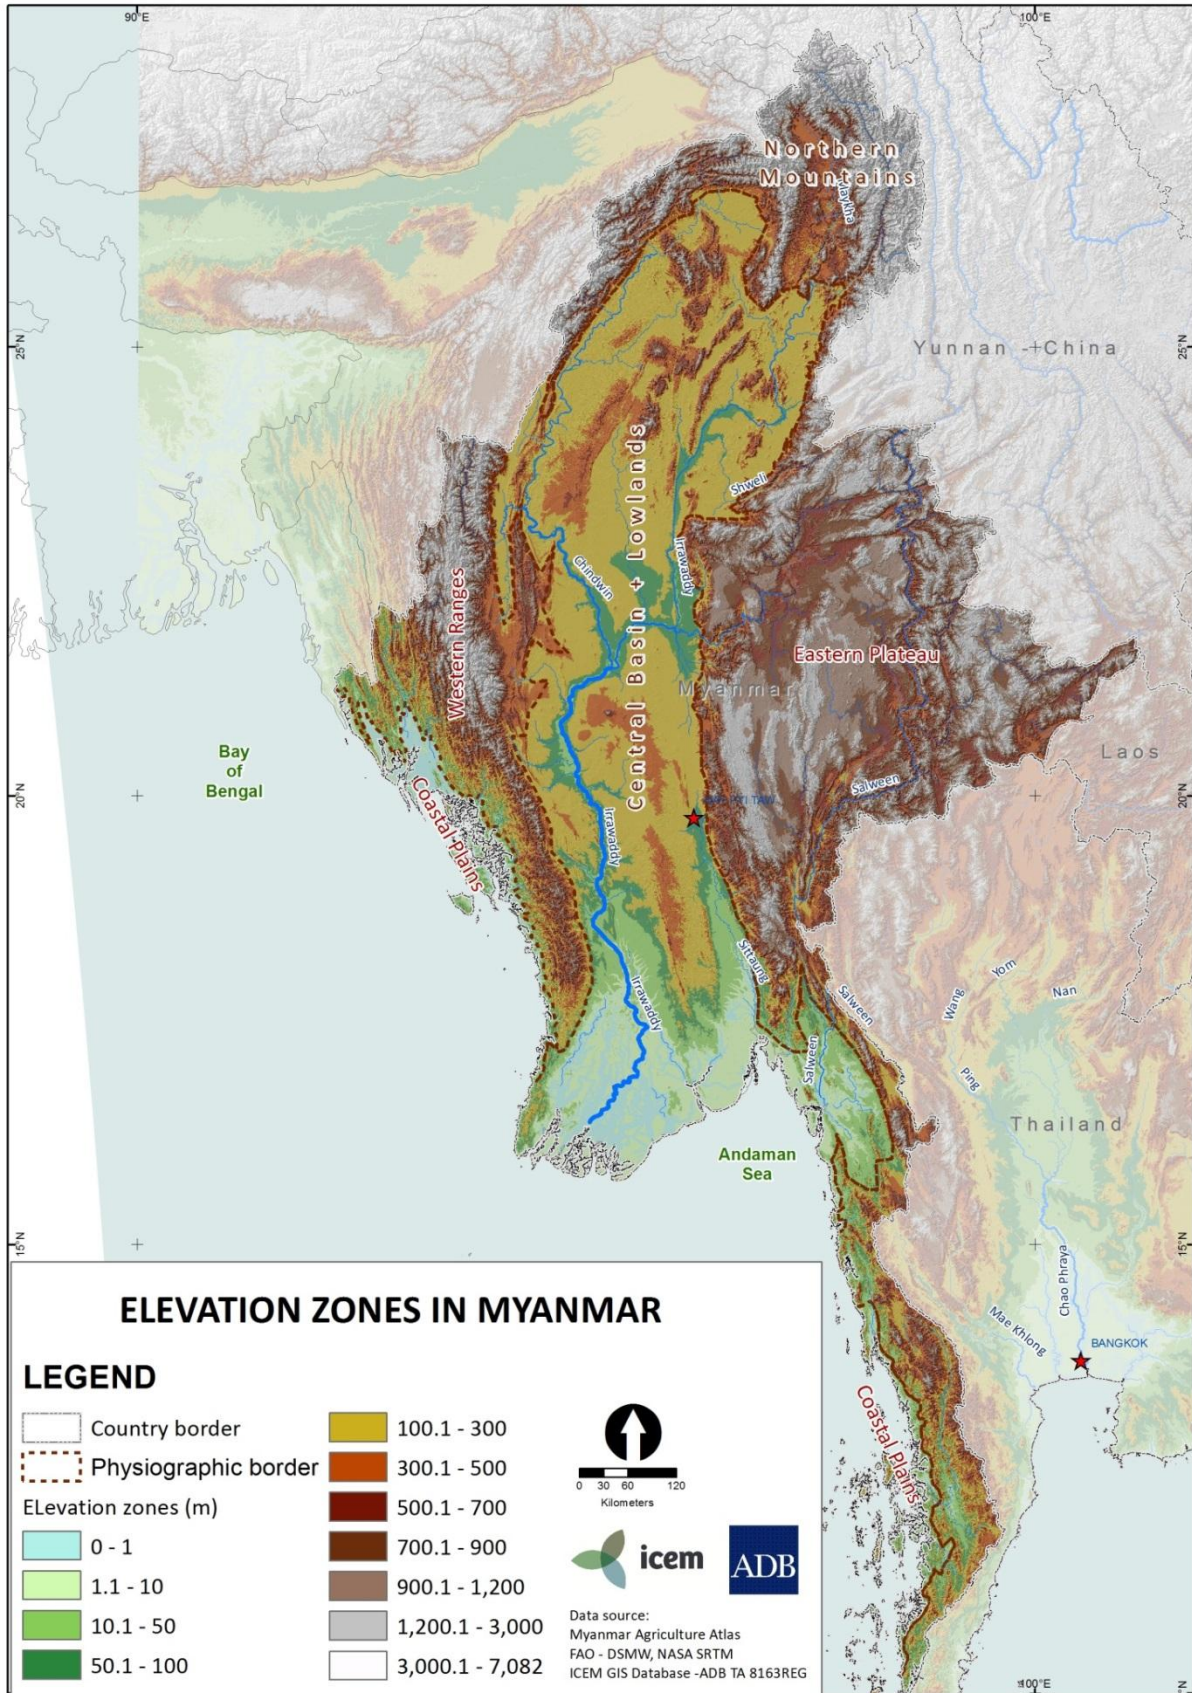 90°E
100°E
Northern
Mountains
Maykha
25°N
25°N
Yunnan - China
Central Basin + Lowlands
Shweli
Irrawaddy
Chindwin
Western Ranges
Eastern Plateau
Myanmar
Laos
Bay
of
Bengal
Salween
20°N
20°N
Coastal Plains
Irrawaddy
Sittaung
Salween
Irrawaddy
Salween
Wang
Yom
Nan
Ping
Thailand
Andaman
Sea
15°N
15°N
Chao Phraya
Mae Khlong
BANGKOK
Coastal Plains
100°E
ELEVATION ZONES IN MYANMAR
LEGEND
Country border
Physiographic border
ELevation zones (m)
0 - 1
1.1 - 10
10.1 - 50
50.1 - 100
100.1 - 300
300.1 - 500
500.1 - 700
700.1 - 900
900.1 - 1,200
1,200.1 - 3,000
3,000.1 - 7,082
0 30 60 120
Kilometers
icem
ADB
Data source:
Myanmar Agriculture Atlas
FAO - DSMW, NASA SRTM
ICEM GIS Database -ADB TA 8163REG